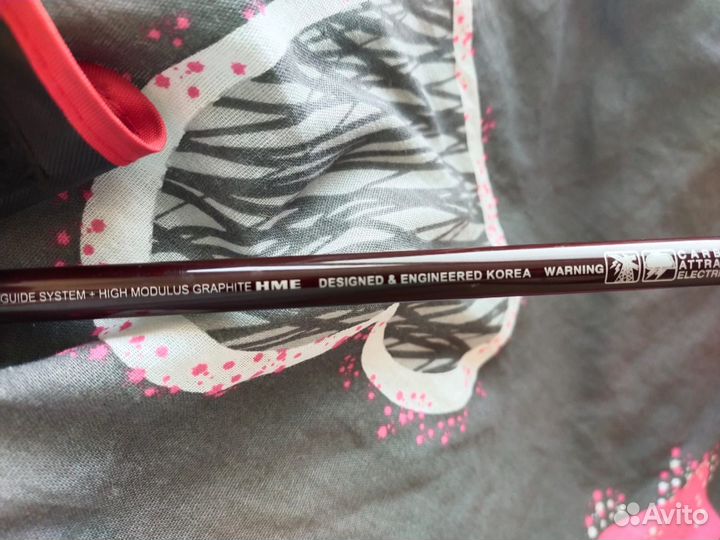 GUIDE SYSTEM + HIGH MODULUS GRAPHITE HME DESIGNED & ENGINEERED KOREA WARNING
Avito